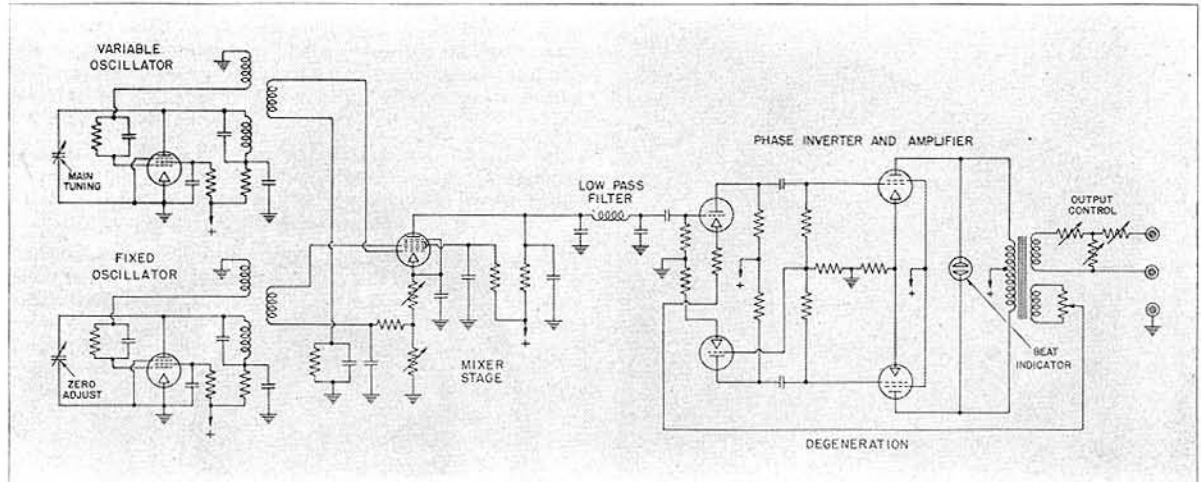 VARIABLE
OSCILLATOR
MAIN
TUNING
+
FIXED
OSCILLATOR
ZERO
ADJUST
+
MIXER
STAGE
+
LOW PASS
FILTER
PHASE INVERTER AND AMPLIFIER
+
+
+
OUTPUT
CONTROL
BEAT
INDICATOR
DEGENERATION